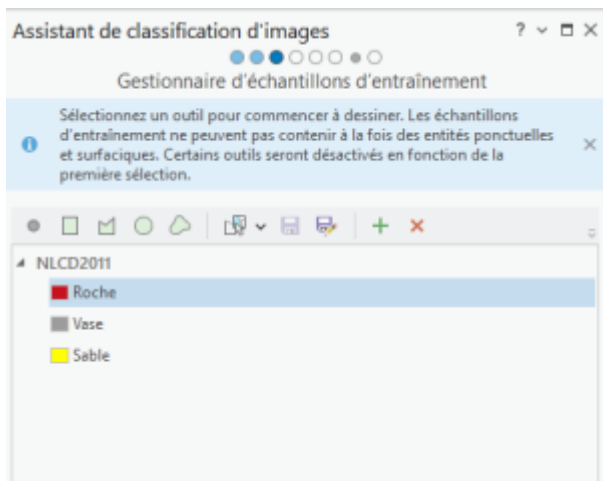 Assistant de classification d'images
Gestionnaire d'échantillons d'entraînement
Sélectionnez un outil pour commencer à dessiner. Les échantillons
d'entraînement ne peuvent pas contenir à la fois des entités ponctuelles
et surfaciques. Certains outils seront désactivés en fonction de la
première sélection.
NLCD2011
Roche
Vase
Sable